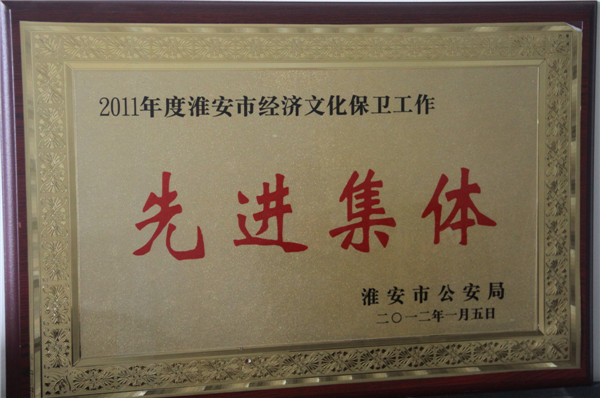 2011年度淮安市经济文化保卫工作
先进集体
淮安市公安局
二〇一二年一月五日